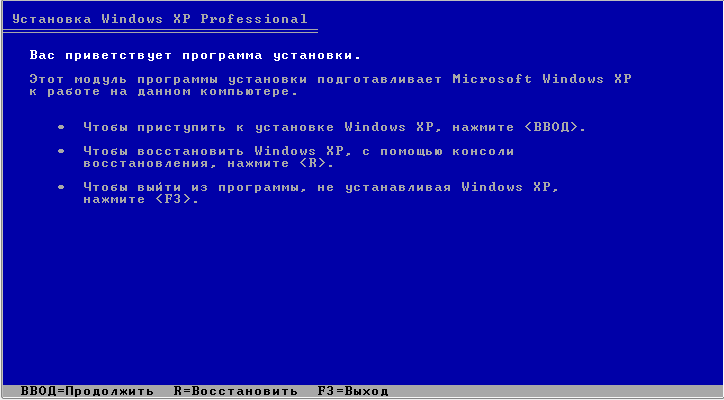 Установка Windows XP Professional
Вас приветствует программа установки.
Этот модуль программы установки подготавливает Microsoft Windows XP
к работе на данном компьютере.
• Чтобы приступить к установке Windows XP, нажмите <ВВОД>.
• Чтобы восстановить Windows XP, с помощью консоли
восстановления, нажмите <R>.
• Чтобы выйти из программы, не устанавливая Windows XP,
нажмите <F3>.
ВВОД=Продолжить R=Восстановить F3=Выход